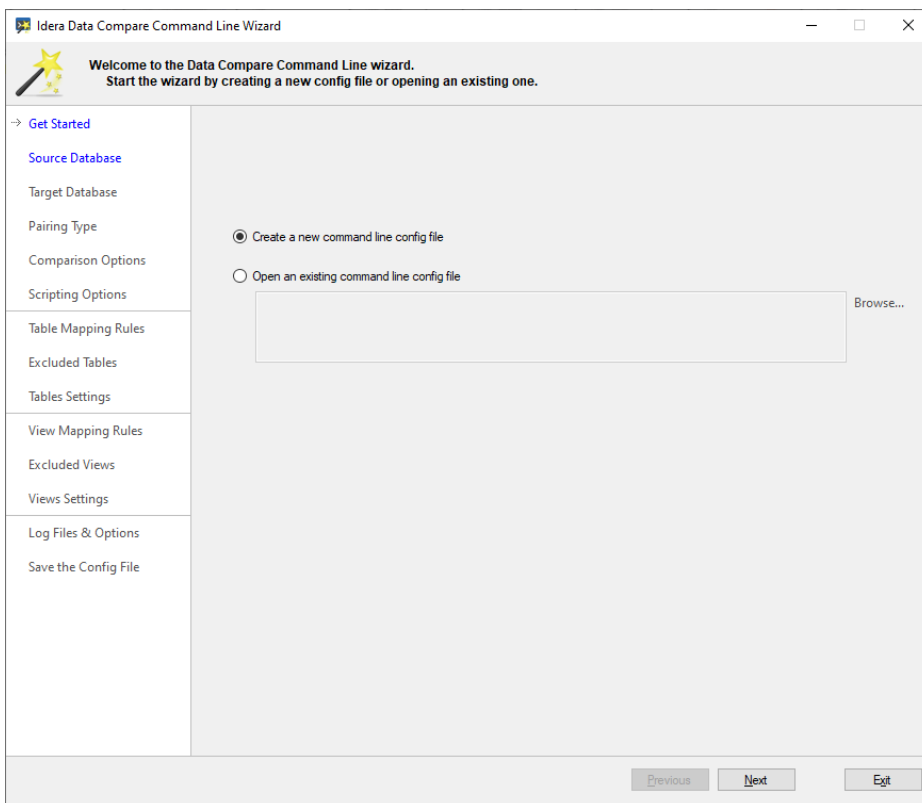 Idera Data Compare Command Line Wizard
Welcome to the Data Compare Command Line wizard.
Start the wizard by creating a new config file or opening an existing one.
Get Started
Source Database
Target Database
Pairing Type
Comparison Options
Scripting Options
Table Mapping Rules
Excluded Tables
Tables Settings
View Mapping Rules
Excluded Views
Views Settings
Log Files & Options
Save the Config File
Create a new command line config file
Open an existing command line config file
Browse...
Previous
Next
Exit